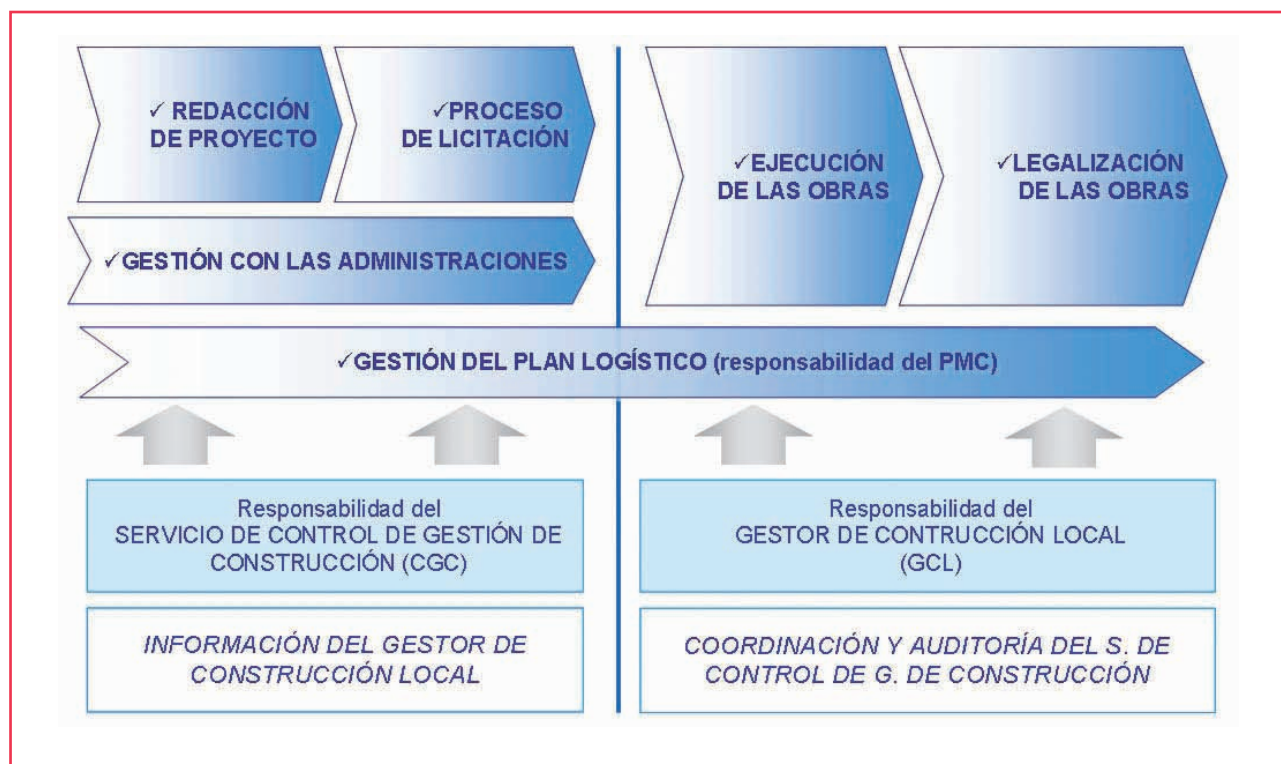 ✓ REDACCIÓN
DE PROYECTO
✓PROCESO
DE LICITACIÓN
✓EJECUCIÓN
DE LAS OBRAS
✓LEGALIZACIÓN
DE LAS OBRAS
✓GESTIÓN CON LAS ADMINISTRACIONES
✓GESTIÓN DEL PLAN LOGÍSTICO (responsabilidad del PMC)
Responsabilidad del
SERVICIO DE CONTROL DE GESTIÓN DE
CONSTRUCCIÓN (CGC)
Responsabilidad del
GESTOR DE CONTRUCCIÓN LOCAL
(GCL)
INFORMACIÓN DEL GESTOR DE
CONSTRUCCIÓN LOCAL
COORDINACIÓN Y AUDITORÍA DEL S. DE
CONTROL DE G. DE CONSTRUCCIÓN